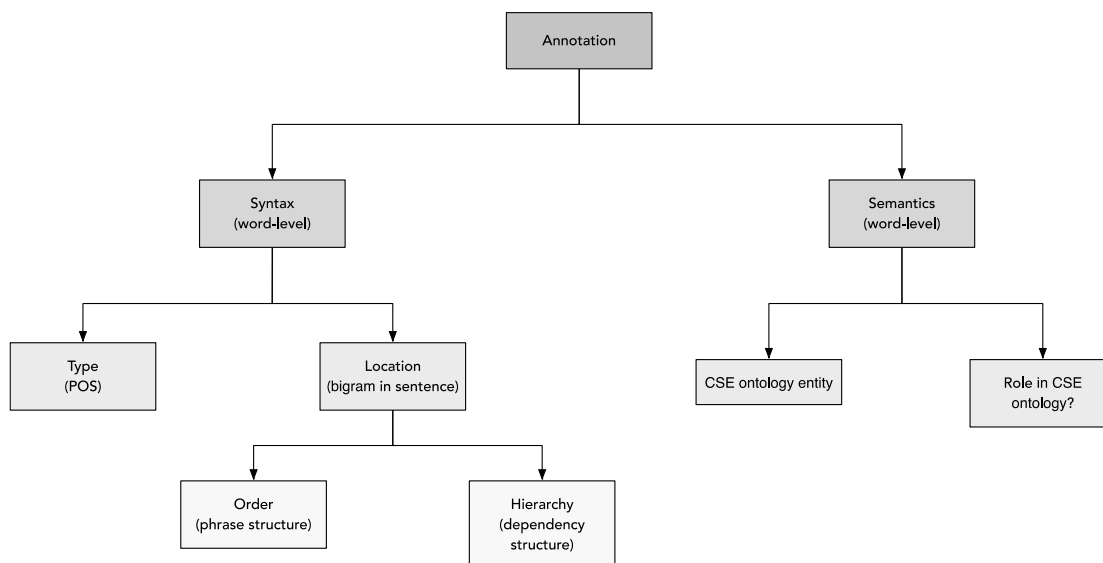 Annotation
Syntax
(word-level)
Semantics
(word-level)
Type
(POS)
Location
(bigram in sentence)
CSE ontology entity
Role in CSE
ontology?
Order
(phrase structure)
Hierarchy
(dependency
structure)